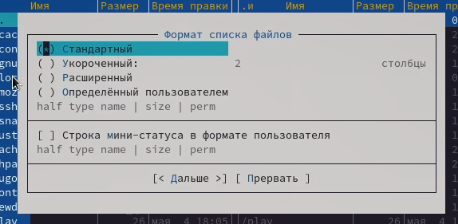 Имя Размер Время правки .и Имя Размер Время пр
Формат списка файлов
(*) Стандартный
( ) Укороченный: 2 столбцы
( ) Расширенный
( ) Определённый пользователем
half type name | size | perm
[ ] Строка мини-статуса в формате пользователя
half type name | size | perm
[< Дальше >] [ Прервать ]
26 мая 4 18:05 /play 26 мая 4